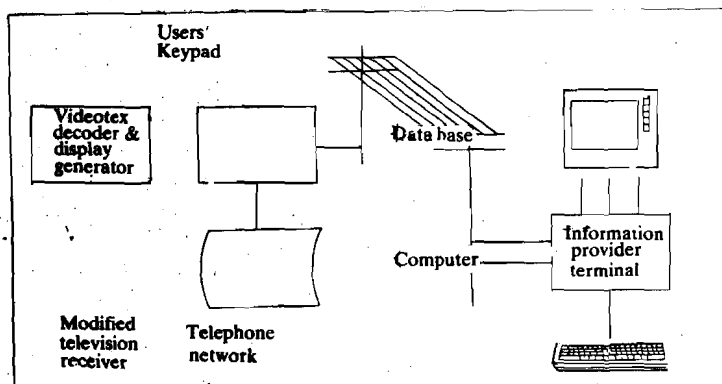 Users'
Keypad
Videotex
decoder &
display
generator
Data base
Computer
Information
provider
terminal
Modified
television
receiver
Telephone
network